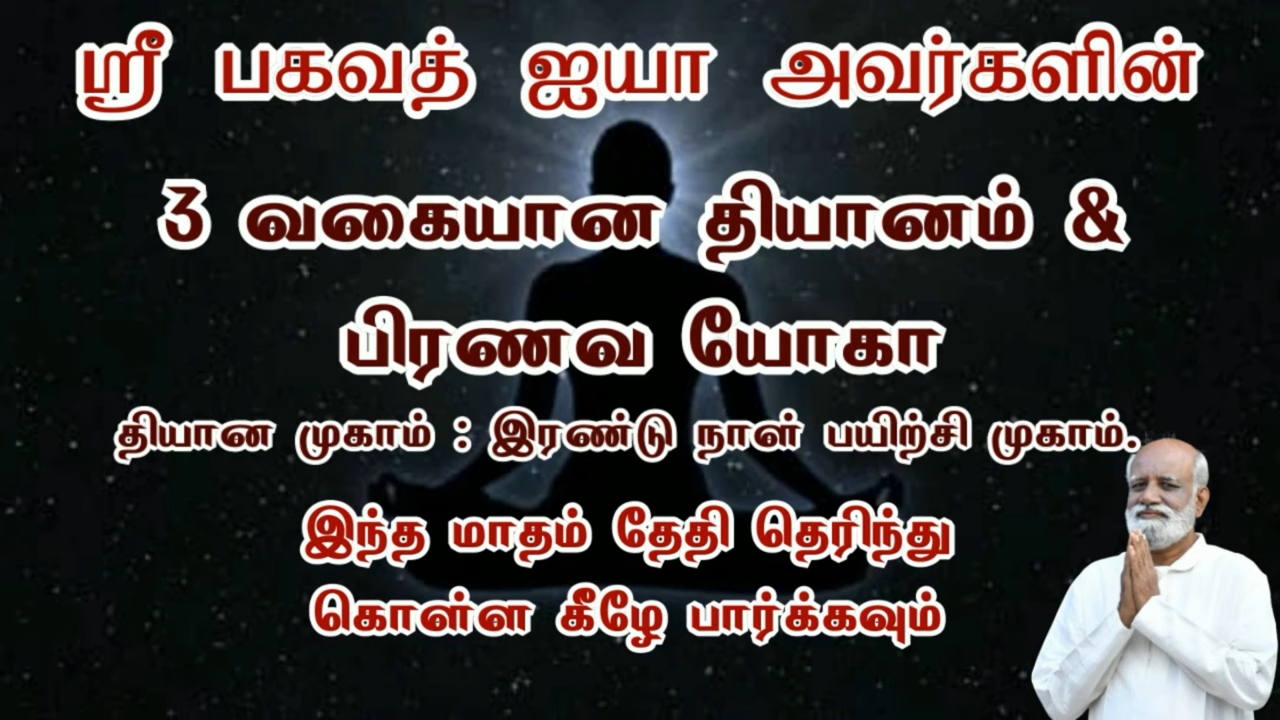 ஸ்ரீ பகவத் ஐயா அவர்களின்
3 வகையான தியானம் &
பிரணவ யோகா
தியான முகாம் : இரண்டு நாள் பயிற்சி முகாம்.
இந்த மாதம் தேதி தெரிந்து
கொள்ள கீழே பார்க்கவும்